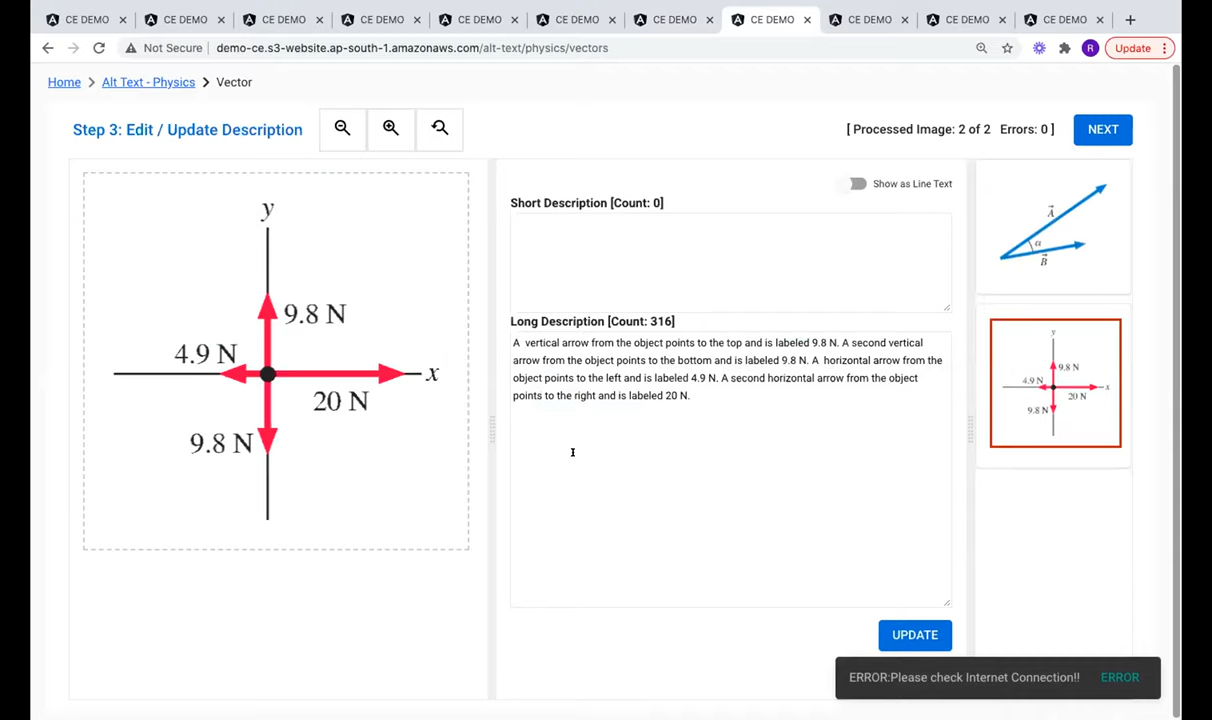 CE DEMO CE DEMO CE DEMO CE DEMO CE DEMO CE DEMO CE DEMO CE DEMO CE DEMO CE DEMO CE DEMO
Not Secure demo-ce.s3-website.ap-south-1.amazonaws.com/alt-text/physics/vectors R Update
Home > Alt Text - Physics > Vector
Step 3: Edit / Update Description [ Processed Image: 2 of 2 Errors: 0 ] NEXT
y
9.8 N
4.9 N
x
20 N
9.8 N
Show as Line Text
Short Description [Count: 0]
Long Description [Count: 316]
A vertical arrow from the object points to the top and is labeled 9.8 N. A second vertical
arrow from the object points to the bottom and is labeled 9.8 N. A horizontal arrow from the
object points to the left and is labeled 4.9 N. A second horizontal arrow from the object
points to the right and is labeled 20 N.
UPDATE
A
α
B
y
9.8 N
4.9 N
x
20 N
9.8 N
ERROR:Please check Internet Connection!! ERROR